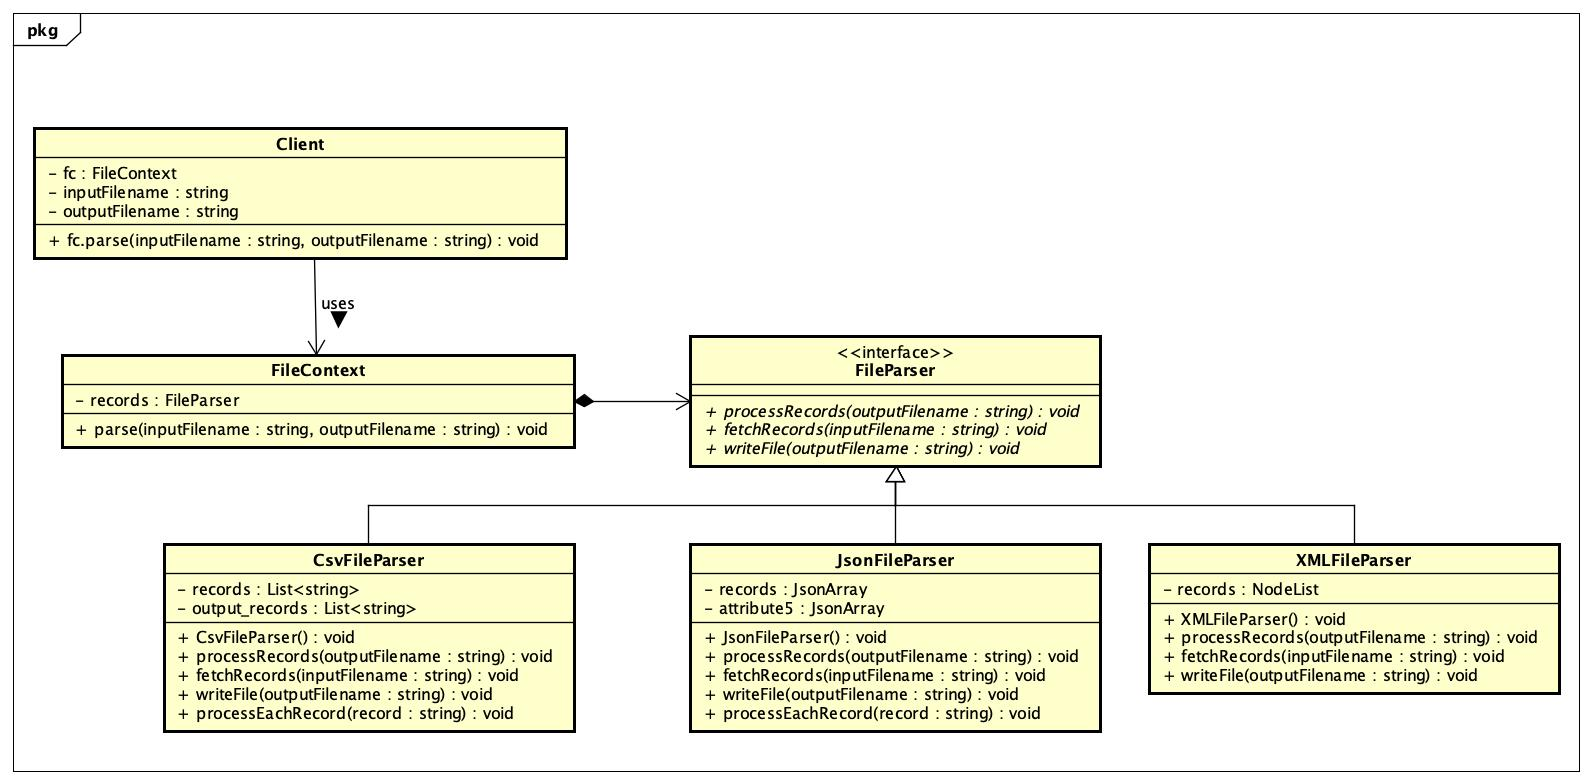 pkg
Client
- fc : FileContext
- inputFilename : string
- outputFilename : string
+ fc.parse(inputFilename : string, outputFilename : string) : void
uses
FileContext
- records : FileParser
+ parse(inputFilename : string, outputFilename : string) : void
<<interface>>
FileParser
+ processRecords(outputFilename : string) : void
+ fetchRecords(inputFilename : string) : void
+ writeFile(outputFilename : string) : void
CsvFileParser
- records : List<string>
- output_records : List<string>
+ CsvFileParser() : void
+ processRecords(outputFilename : string) : void
+ fetchRecords(inputFilename : string) : void
+ writeFile(outputFilename : string) : void
+ processEachRecord(record : string) : void
JsonFileParser
- records : JsonArray
- attribute5 : JsonArray
+ JsonFileParser() : void
+ processRecords(outputFilename : string) : void
+ fetchRecords(inputFilename : string) : void
+ writeFile(outputFilename : string) : void
+ processEachRecord(record : string) : void
XMLFileParser
- records : NodeList
+ XMLFileParser() : void
+ processRecords(outputFilename : string) : void
+ fetchRecords(inputFilename : string) : void
+ writeFile(outputFilename : string) : void